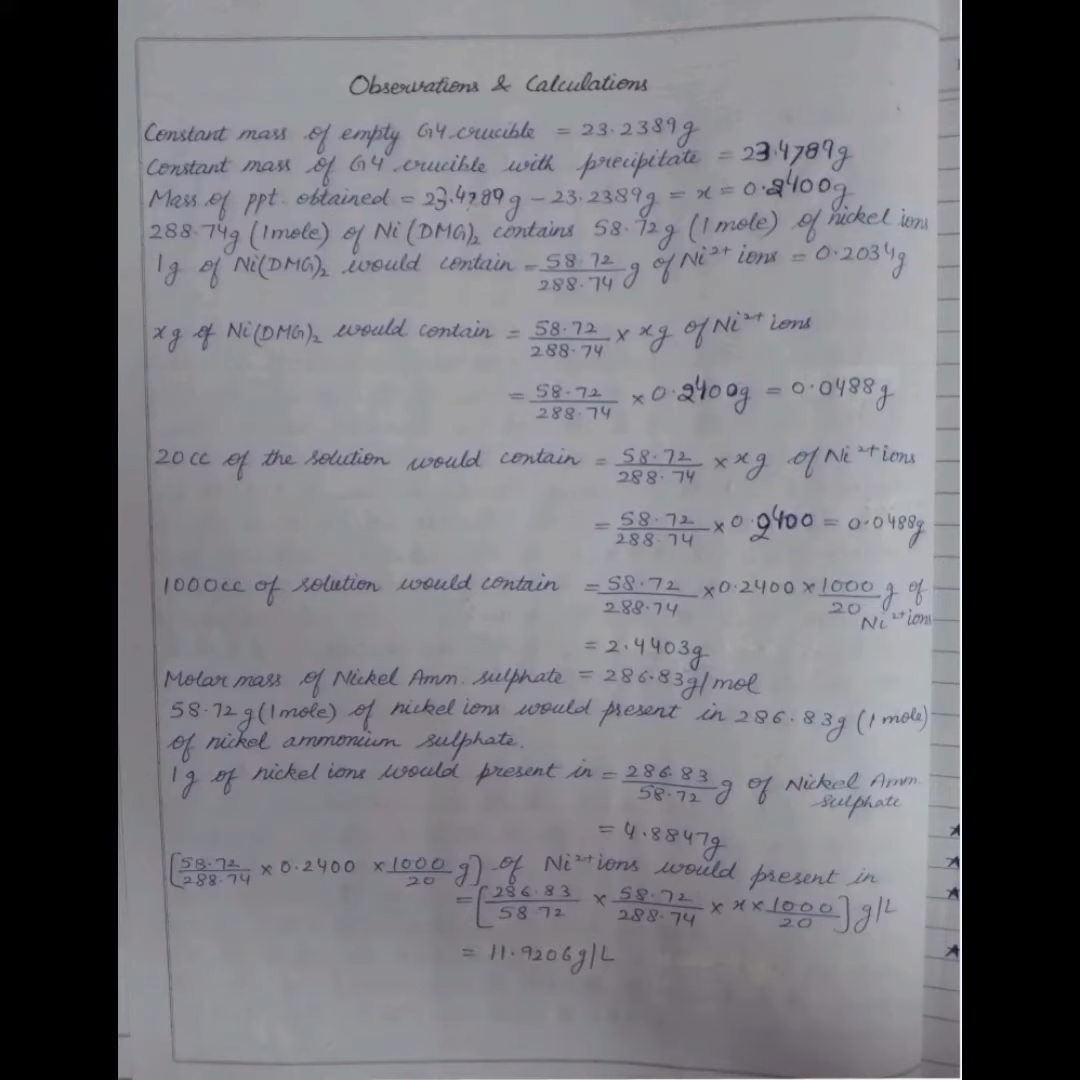 Observations & Calculations
Constant mass of empty G4 crucible = 23.2389g
Constant mass of G4 crucible with precipitate = 23.4789g
Mass of ppt. obtained = 23.4789g - 23.2389g = x = 0.2400g
288.74g (1mole) of Ni(DMG)₂ contains 58.72g (1mole) of nickel ions
1g of Ni(DMG)₂ would contain = 58.72/288.74 g of Ni²⁺ ions = 0.2034g
xg of Ni(DMG)₂ would contain = 58.72/288.74 × xg of Ni²⁺ ions
= 58.72/288.74 × 0.2400g = 0.0488g
20cc of the solution would contain = 58.72/288.74 × xg of Ni²⁺ ions
= 58.72/288.74 × 0.2400 = 0.0488g
1000cc of solution would contain = 58.72/288.74 × 0.2400 × 1000/20 g of
Ni²⁺ ions
= 2.4403g
Molar mass of Nickel Amm. sulphate = 286.83g/mol
58.72g (1mole) of nickel ions would present in 286.83g (1 mole)
of nickel ammonium sulphate.
1g of nickel ions would present in = 286.83/58.72 g of Nickel Amm.
sulphate
= 4.8847g
[58.72/288.74 × 0.2400 × 1000/20 g] of Ni²⁺ ions would present in
= [286.83/58.72 × 58.72/288.74 × x × 1000/20] g/L
= 11.9206g/L